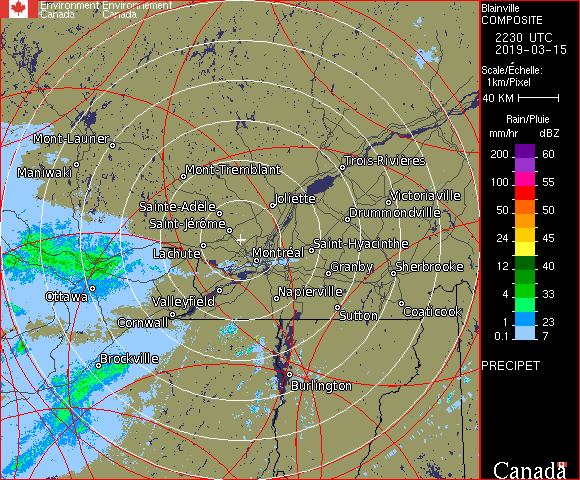 Environment Environnement
Canada Canada
Blainville
COMPOSITE
2230 UTC
2019-03-15
Scale/Échelle:
1km/Pixel
40 KM
Rain/Pluie
mm/hr dBZ
200 60
100 55
50 50
24 45
12 40
4 33
1 23
0.1 7
PRECIPET
Canada
Mont-Laurier
Maniwaki
Mont-Tremblant
Trois-Rivières
Sainte-Adèle
Joliette
Victoriaville
Drummondville
Saint-Jérôme
Lachute
Montréal
Saint-Hyacinthe
Granby
Sherbrooke
Ottawa
Valleyfield
Napierville
Sutton
Coaticook
Cornwall
Brockville
Burlington